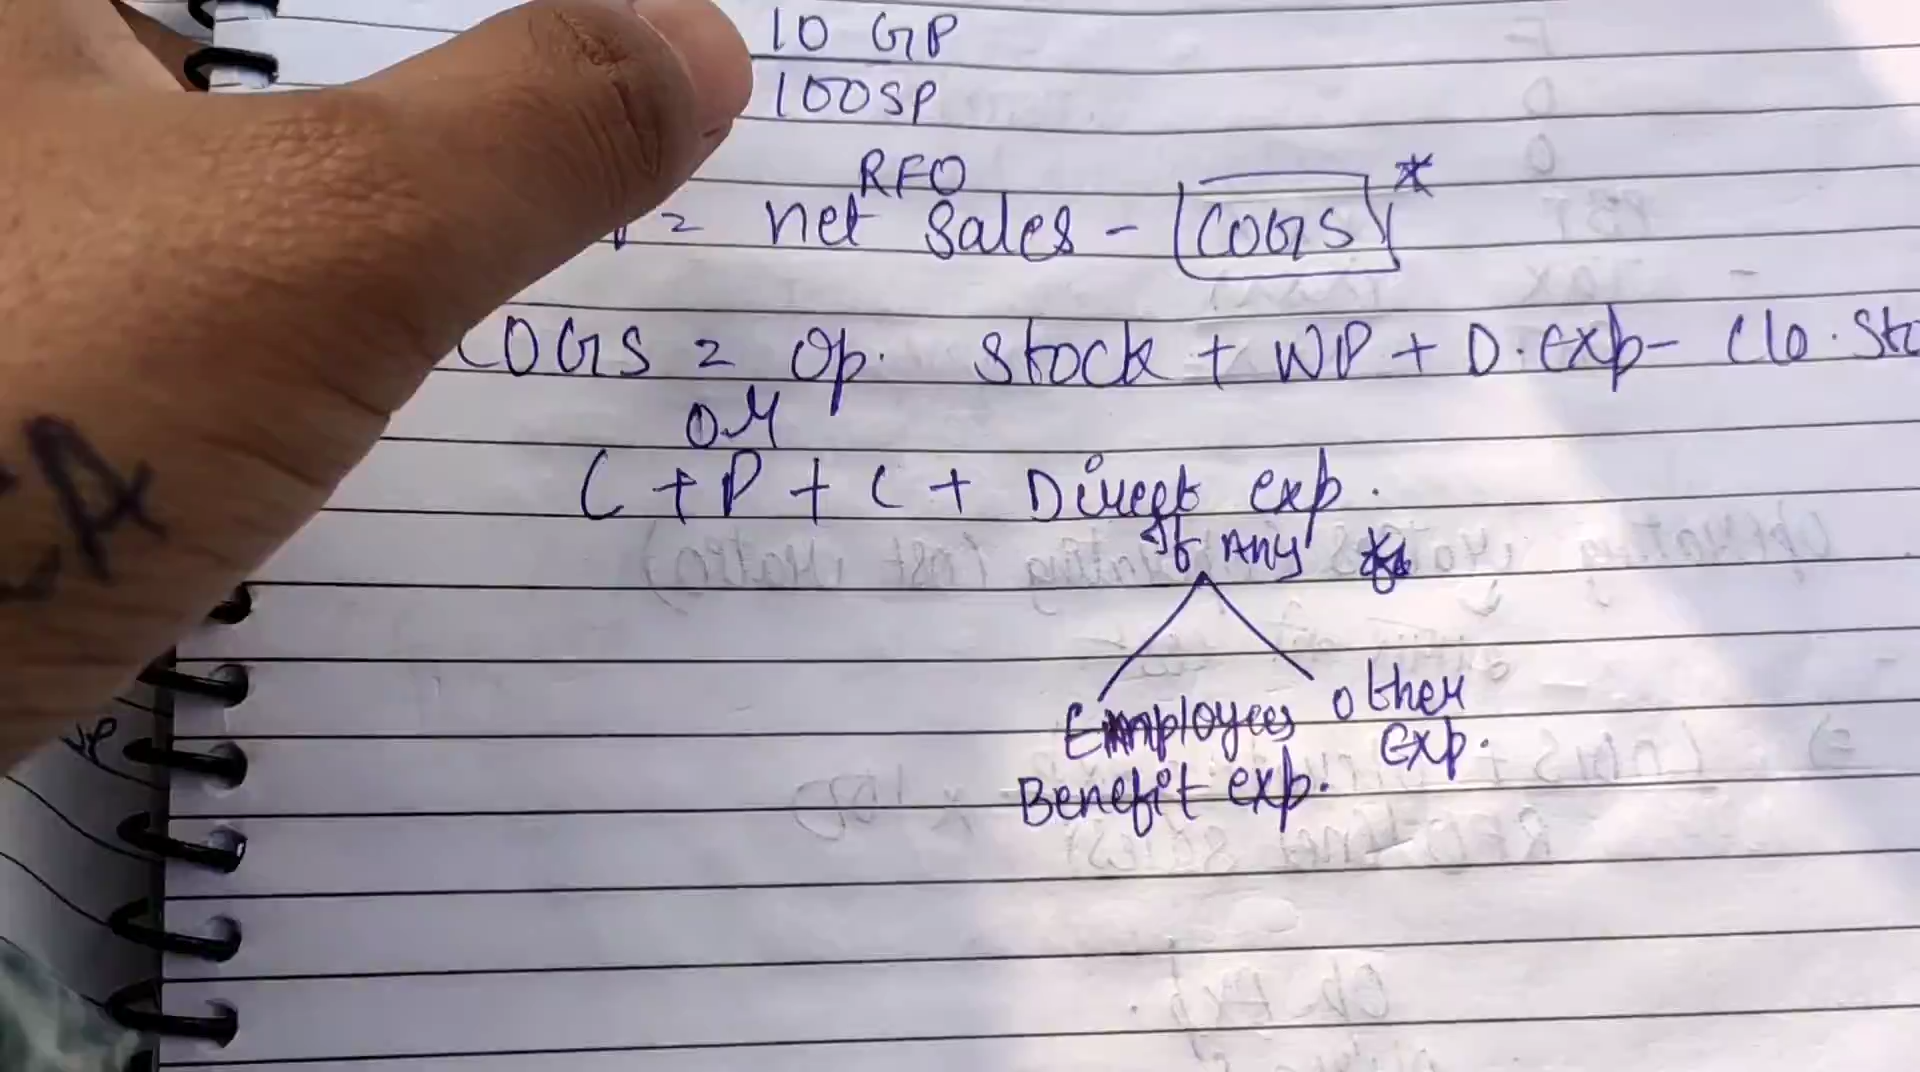 10 GP
100SP
RFO
= net sales - COGS *
COGS = Op. Stock + WP + D.exp - Clo. Sto
or
C + P + C + Direct exp.
If Any *
Employees other
Benefit exp. exp.